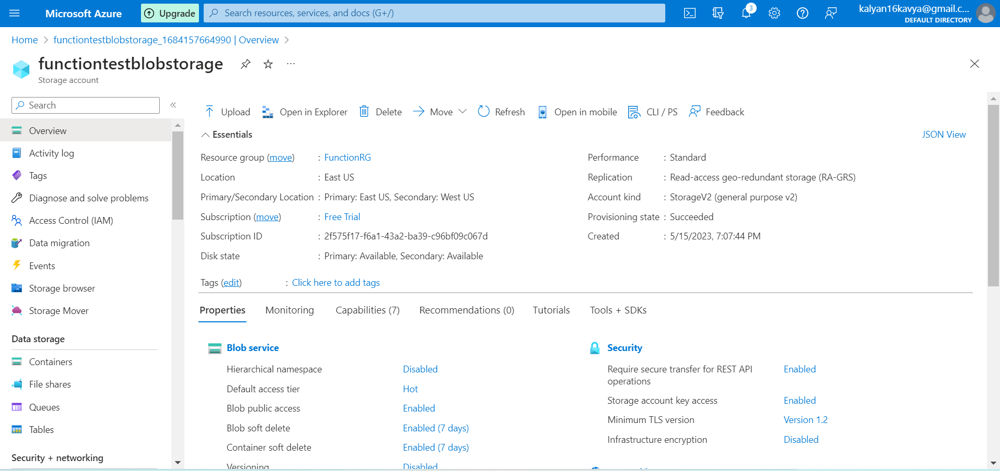 Microsoft Azure
Upgrade
Search resources, services, and docs (G+/)
3
kalyan16kavya@gmail.c...
DEFAULT DIRECTORY
Home > functiontestblobstorage_1684157664990 | Overview >
functiontestblobstorage
Storage account
Search
Overview
Activity log
Tags
Diagnose and solve problems
Access Control (IAM)
Data migration
Events
Storage browser
Storage Mover
Data storage
Containers
File shares
Queues
Tables
Security + networking
Upload
Open in Explorer
Delete
Move
Refresh
Open in mobile
CLI / PS
Feedback
Essentials
JSON View
Resource group (move) : FunctionRG
Location : East US
Primary/Secondary Location : Primary: East US, Secondary: West US
Subscription (move) : Free Trial
Subscription ID : 2f575f17-f6a1-43a2-ba39-c96bf09c067d
Disk state : Primary: Available, Secondary: Available
Performance : Standard
Replication : Read-access geo-redundant storage (RA-GRS)
Account kind : StorageV2 (general purpose v2)
Provisioning state : Succeeded
Created : 5/15/2023, 7:07:44 PM
Tags (edit) : Click here to add tags
Properties
Monitoring
Capabilities (7)
Recommendations (0)
Tutorials
Tools + SDKs
Blob service
Hierarchical namespace Disabled
Default access tier Hot
Blob public access Enabled
Blob soft delete Enabled (7 days)
Container soft delete Enabled (7 days)
Versioning Disabled
Security
Require secure transfer for REST API Enabled
operations
Storage account key access Enabled
Minimum TLS version Version 1.2
Infrastructure encryption Disabled